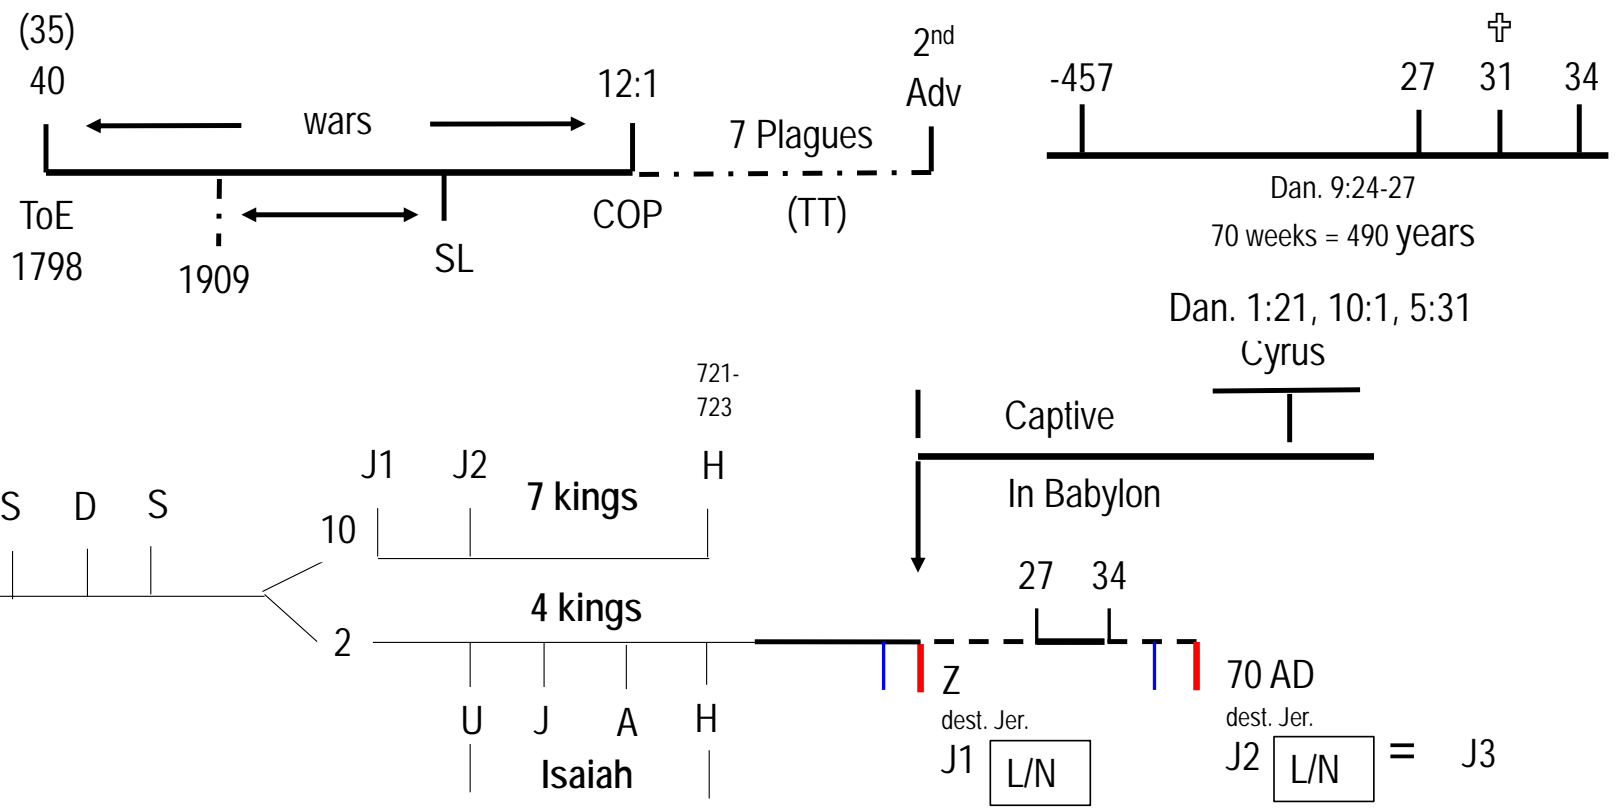 (35)
40
wars
12:1
7 Plagues
2nd
Adv
ToE
1798
1909
SL
COP
(TT)
-457
27
31
34
Dan. 9:24-27
70 weeks = 490 years
Dan. 1:21, 10:1, 5:31
Cyrus
Captive
In Babylon
721-
723
S D S
10
J1 J2 7 kings H
2
4 kings
U J A H
Isaiah
27 34
Z
dest. Jer.
J1 L/N
70 AD
dest. Jer.
J2 L/N = J3